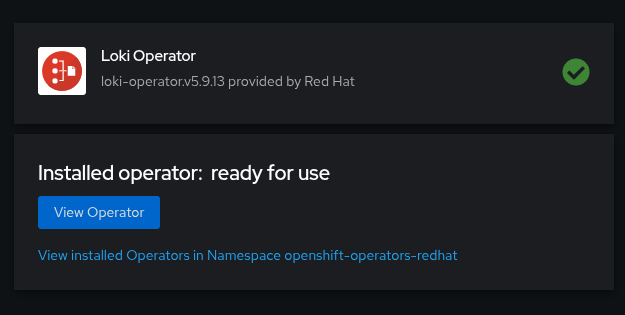 Loki Operator
loki-operator.v5.9.13 provided by Red Hat
Installed operator: ready for use
View Operator
View installed Operators in Namespace openshift-operators-redhat